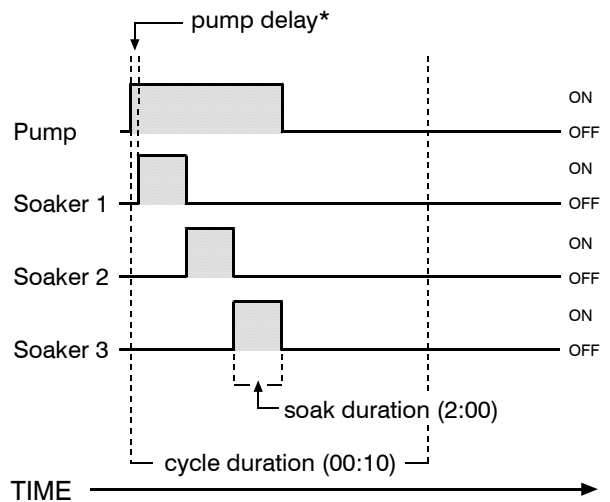 pump delay*
ON
Pump OFF
ON
Soaker 1 OFF
ON
Soaker 2 OFF
ON
Soaker 3 OFF
soak duration (2:00)
cycle duration (00:10)
TIME